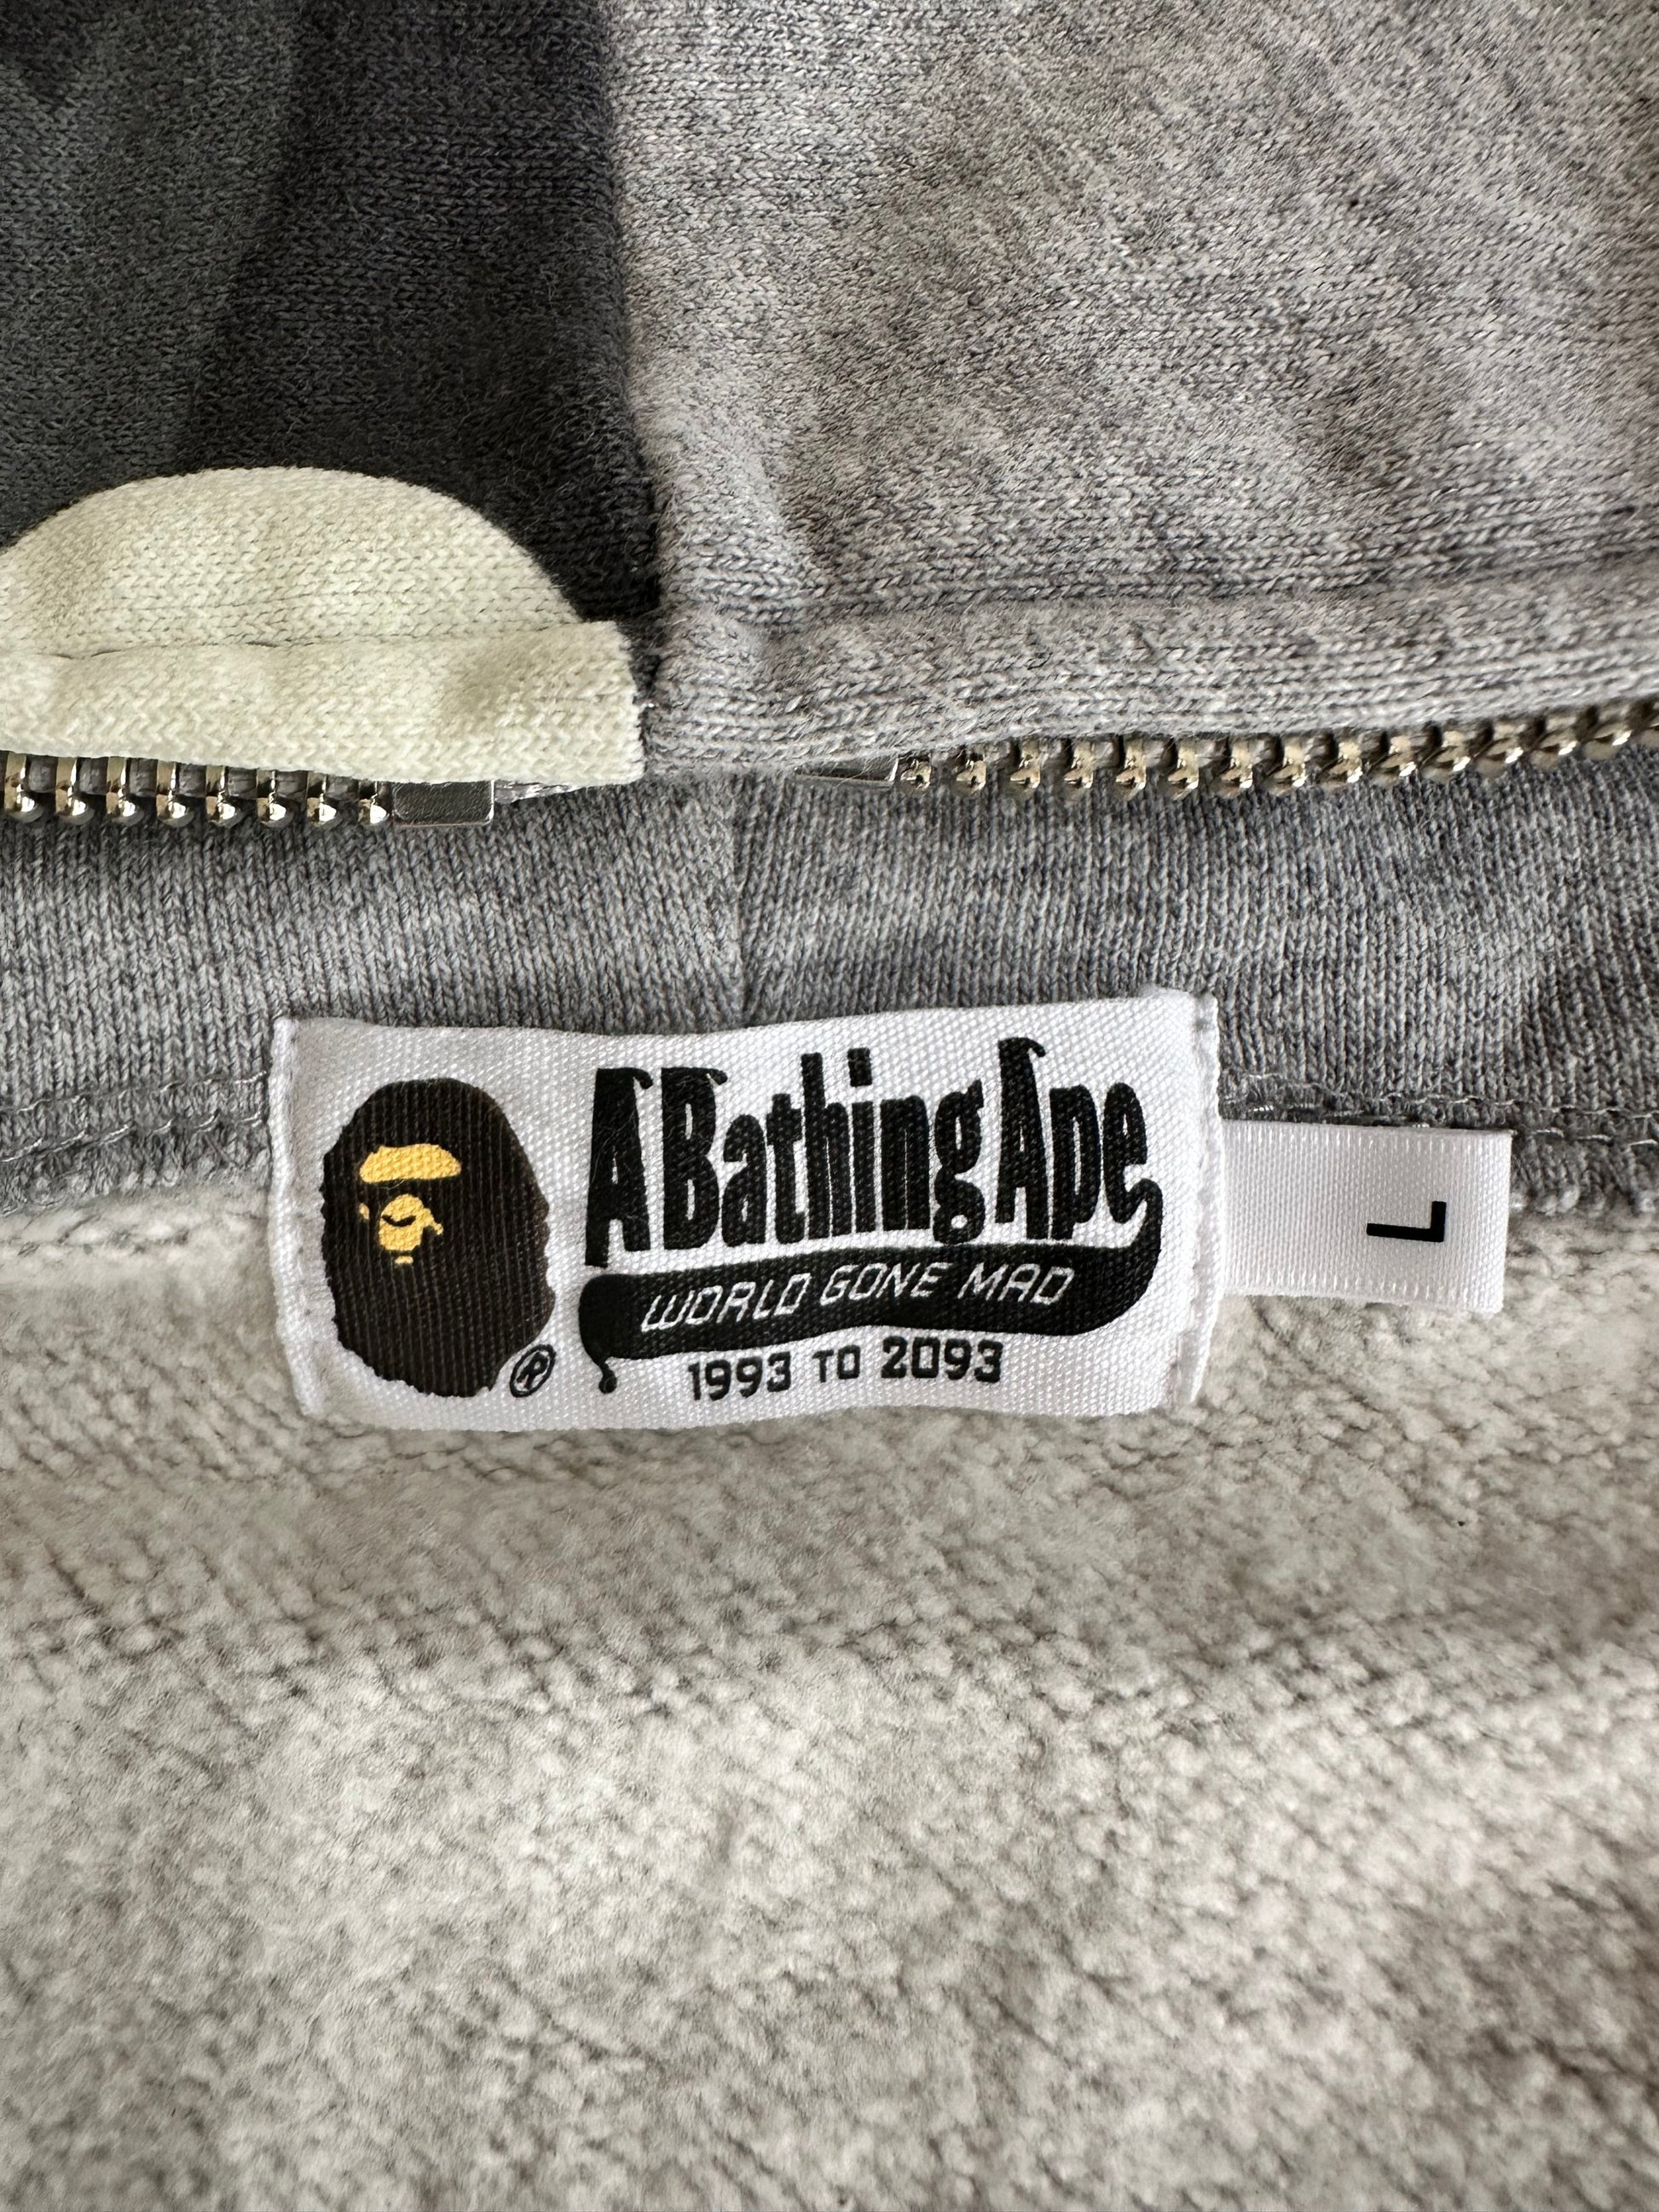 A Bathing Ape
WORLD GONE MAD
1993 TO 2093
®
L